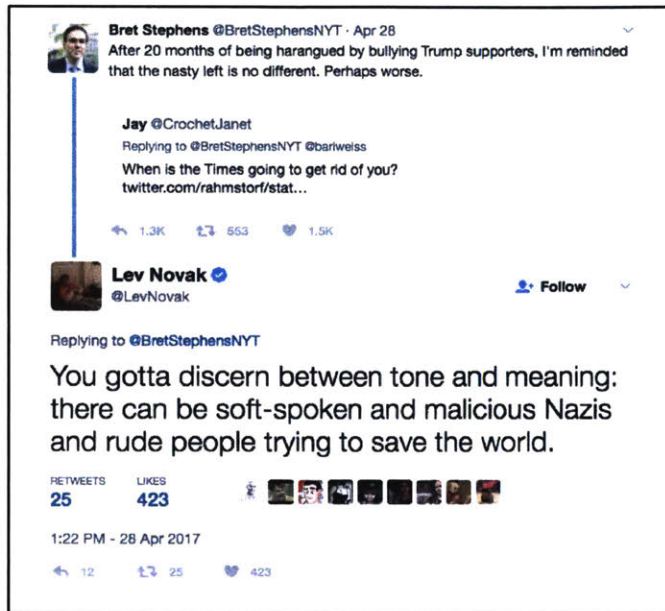 Bret Stephens @BretStephensNYT · Apr 28
After 20 months of being harangued by bullying Trump supporters, I'm reminded
that the nasty left is no different. Perhaps worse.
Jay @CrochetJanet
Replying to @BretStephensNYT @bariweiss
When is the Times going to get rid of you?
twitter.com/rahmstorf/stat...
1.3K 553 1.5K
Lev Novak
@LevNovak
Follow
Replying to @BretStephensNYT
You gotta discern between tone and meaning:
there can be soft-spoken and malicious Nazis
and rude people trying to save the world.
RETWEETS LIKES
25 423
1:22 PM - 28 Apr 2017
12 25 423